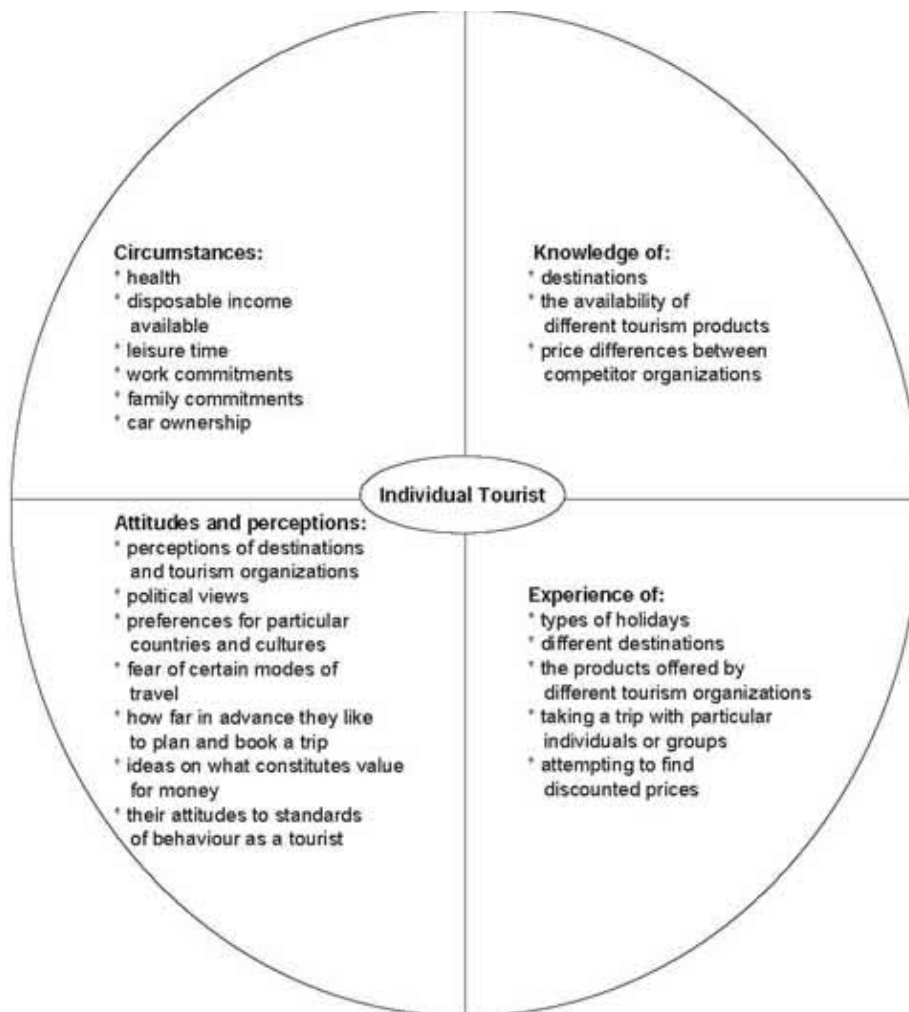 Circumstances:
* health
* disposable income
available
* leisure time
* work commitments
* family commitments
* car ownership
Knowledge of:
* destinations
* the availability of
different tourism products
* price differences between
competitor organizations
Individual Tourist
Attitudes and perceptions:
* perceptions of destinations
and tourism organizations
* political views
* preferences for particular
countries and cultures
* fear of certain modes of
travel
* how far in advance they like
to plan and book a trip
* ideas on what constitutes value
for money
* their attitudes to standards
of behaviour as a tourist
Experience of:
* types of holidays
* different destinations
* the products offered by
different tourism organizations
* taking a trip with particular
individuals or groups
* attempting to find
discounted prices